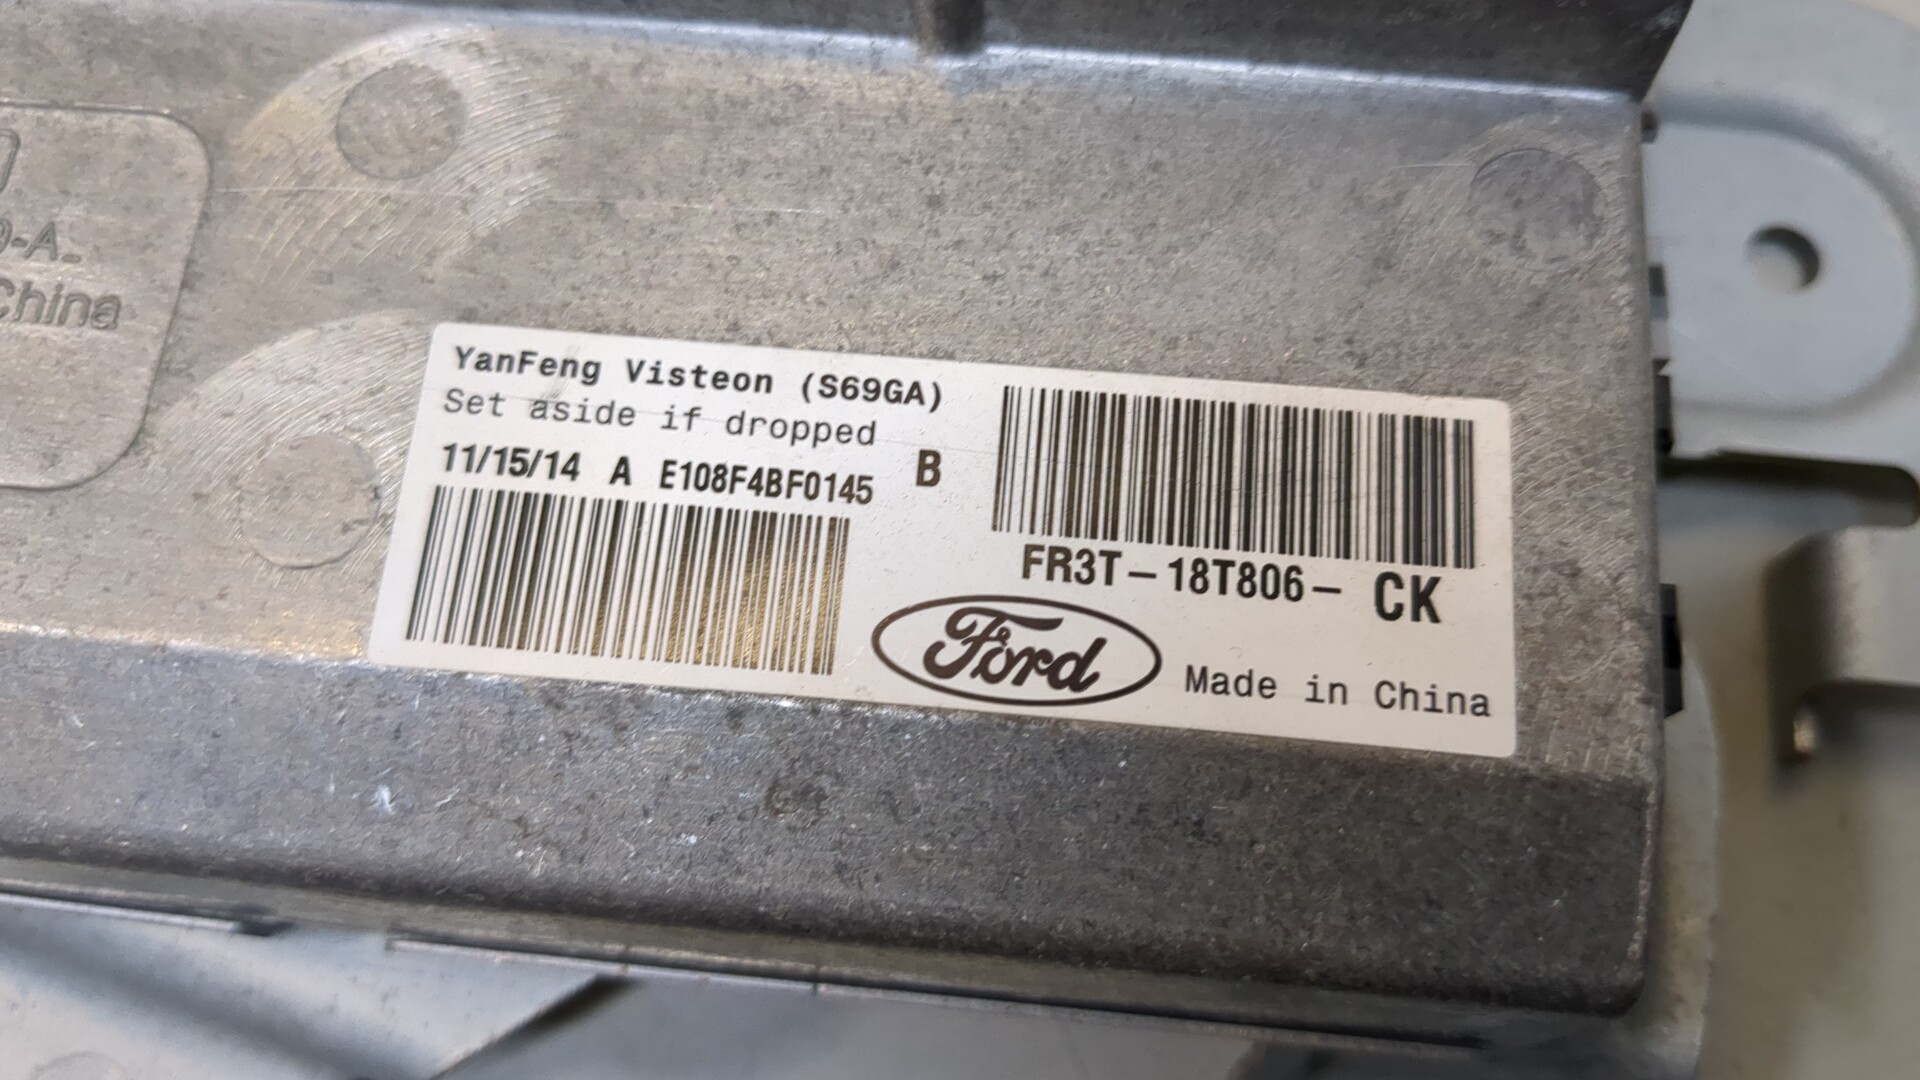 -A
China
YanFeng Visteon (S69GA)
Set aside if dropped
11/15/14 A E108F4BF0145 B
FR3T-18T806- CK
Ford
Made in China